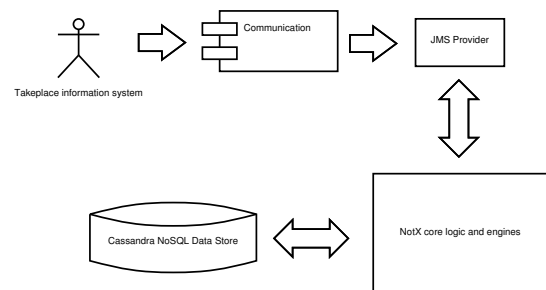 Communication
JMS Provider
Takeplace information system
NotX core logic and engines
Cassandra NoSQL Data Store